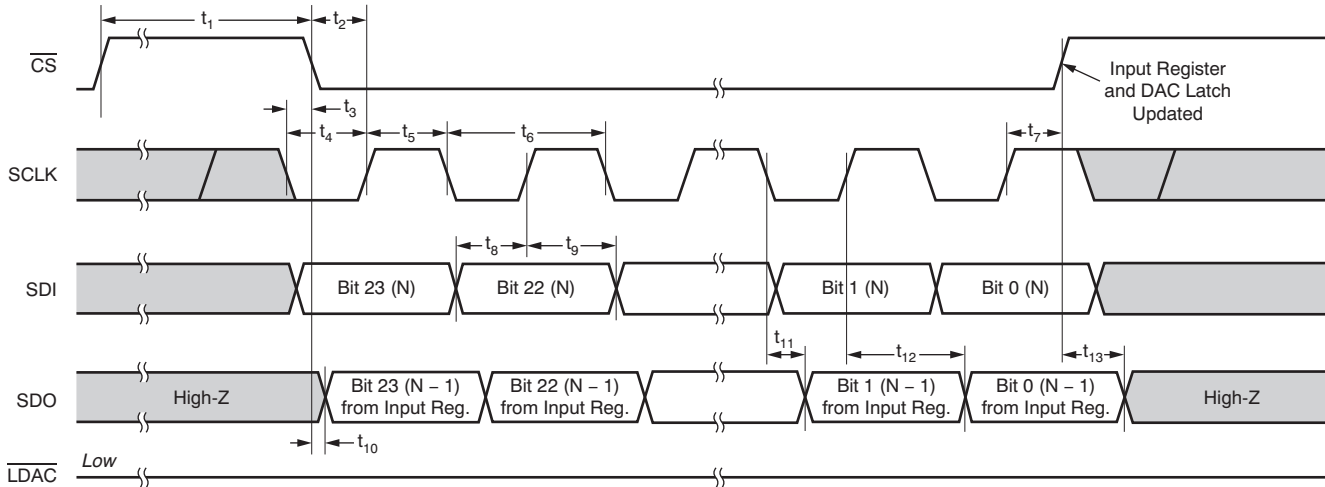 t1
t2
CS
Input Register
and DAC Latch
Updated
t3
t4
t5
t6
t7
SCLK
t8
t9
SDI
Bit 23 (N)
Bit 22 (N)
Bit 1 (N)
Bit 0 (N)
t11
t12
t13
SDO
High-Z
Bit 23 (N – 1)
from Input Reg.
Bit 22 (N – 1)
from Input Reg.
Bit 1 (N – 1)
from Input Reg.
Bit 0 (N – 1)
from Input Reg.
High-Z
t10
LDAC
Low